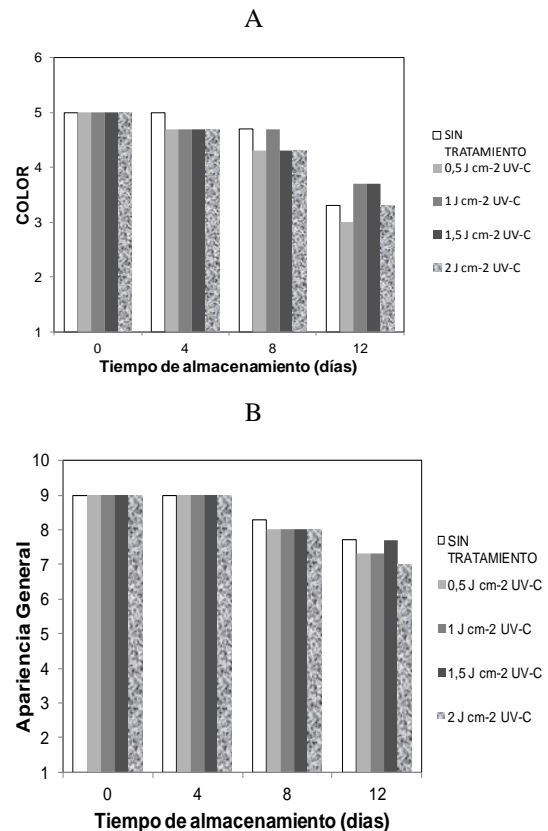 A
6
5
4
3
2
1
COLOR
0 4 8 12
Tiempo de almacenamiento (días)
SIN
TRATAMIENTO
0,5 J cm-2 UV-C
1 J cm-2 UV-C
1,5 J cm-2 UV-C
2 J cm-2 UV-C
B
10
9
8
7
6
5
4
3
2
1
Apariencia General
0 4 8 12
Tiempo de almacenamiento (dias)
SIN
TRATAMIENTO
0,5 J cm-2 UV-C
1 J cm-2 UV-C
1,5 J cm-2 UV-C
2 J cm-2 UV-C